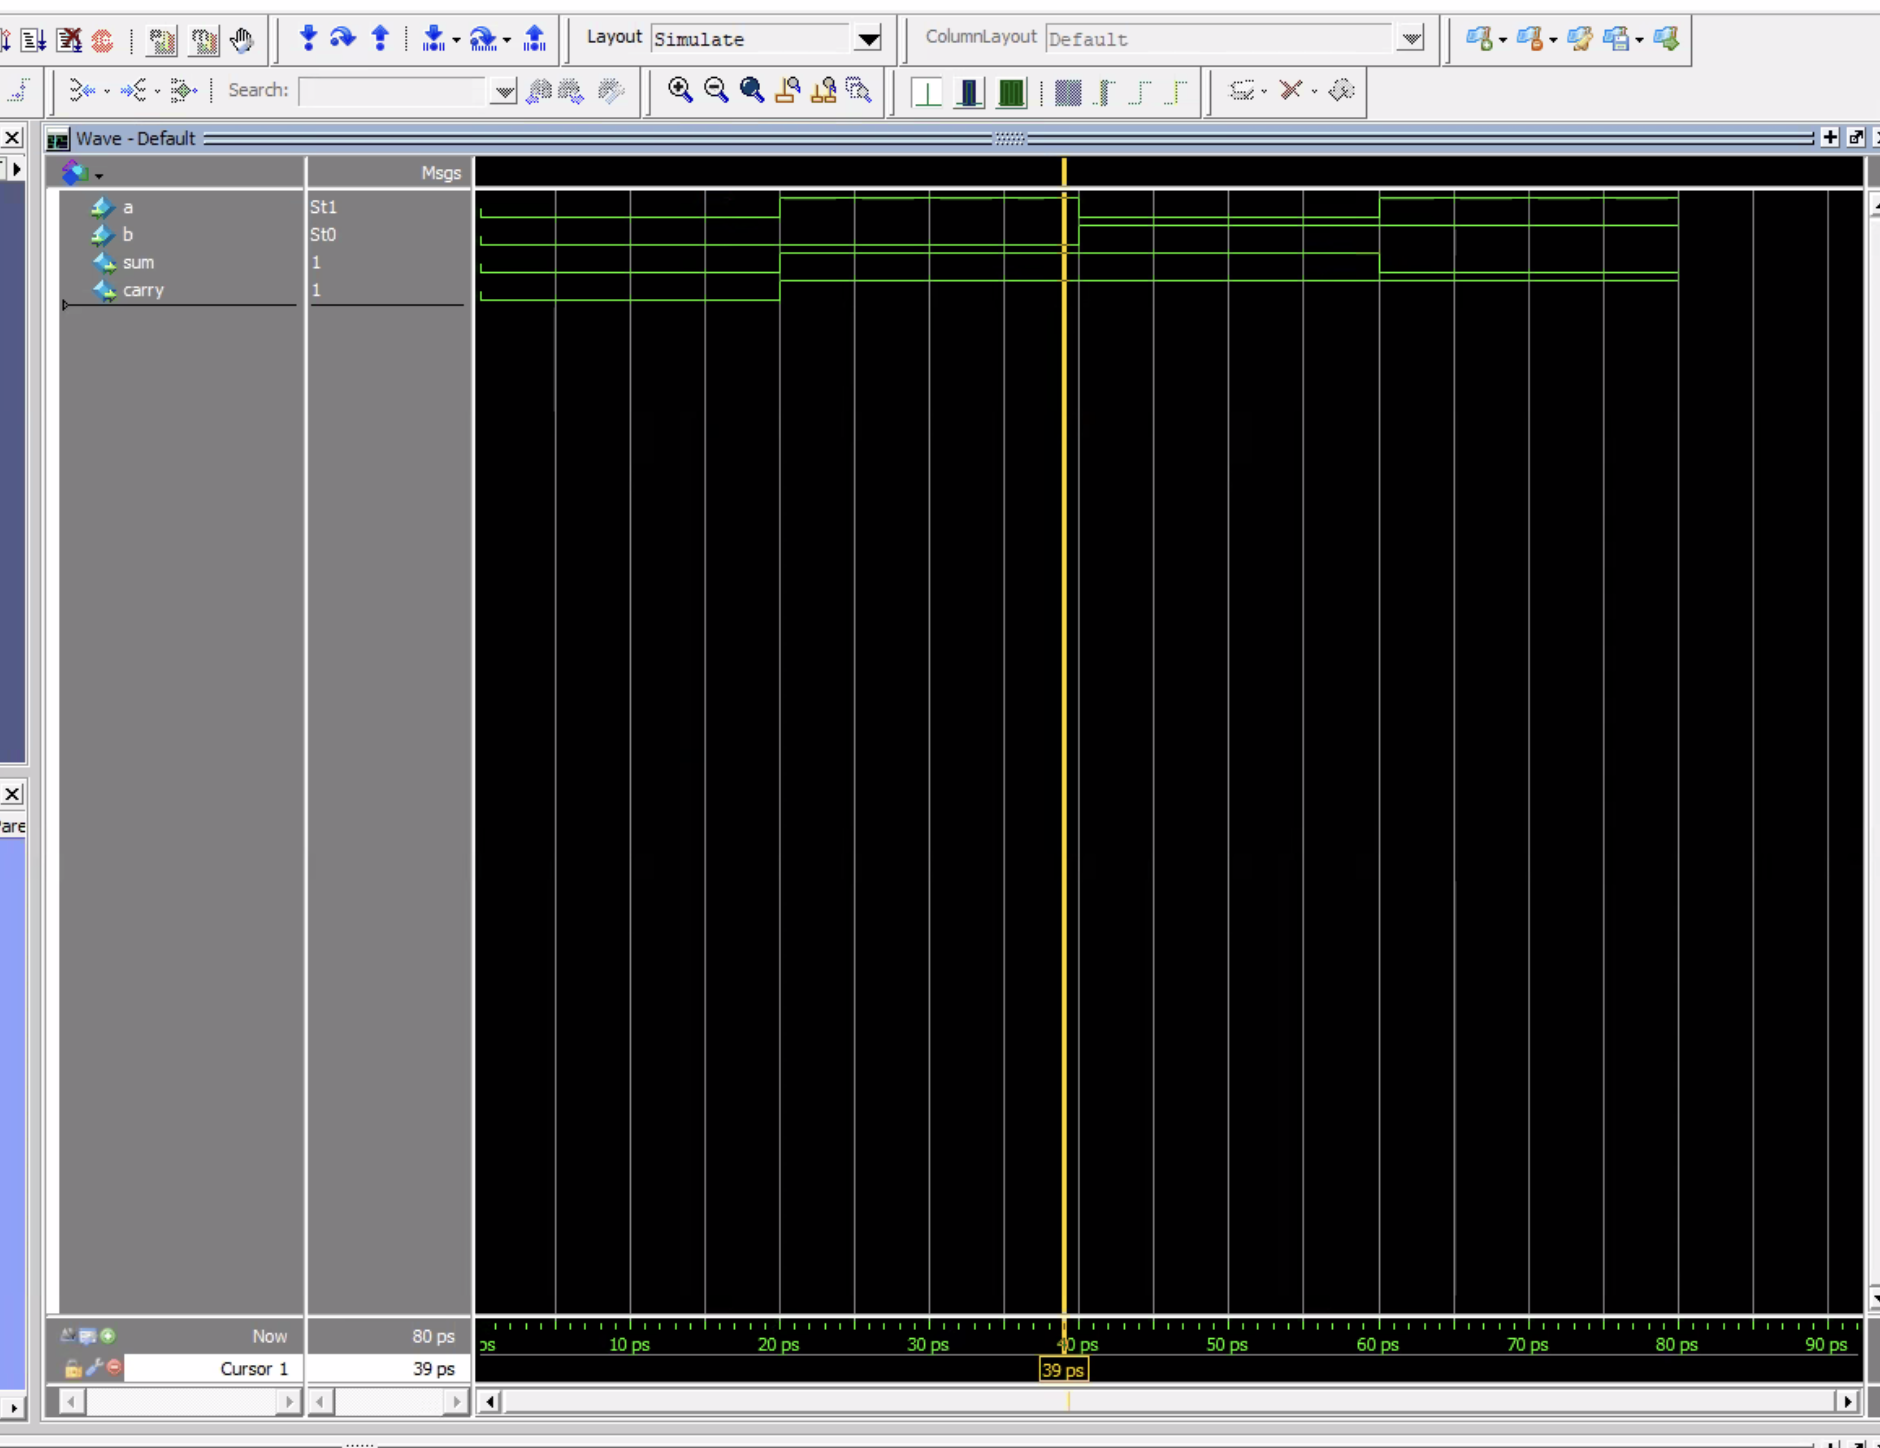 Layout Simulate
ColumnLayout Default
Search:
Wave - Default
Msgs
a St1
b St0
sum 1
carry 1
Now 80 ps
10 ps 20 ps 30 ps 40 ps 50 ps 60 ps 70 ps 80 ps 90 ps
Cursor 1 39 ps
39 ps